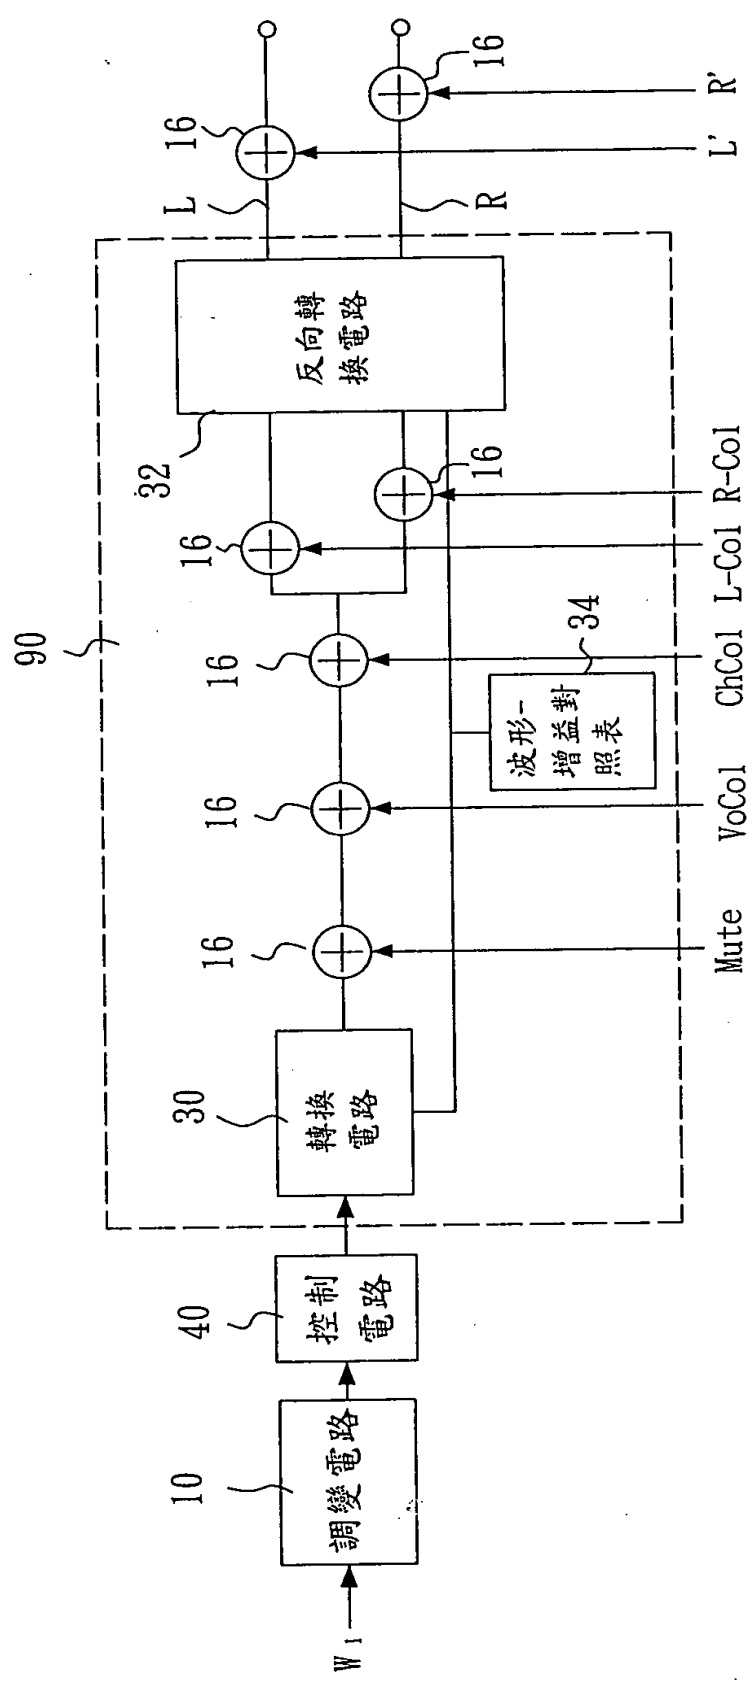 W1
10
調變電路
40
控制
電路
90
30
轉換
電路
16
Mute
16
VoCol
16
ChCol
波形-
增益對
照表
34
16
L-Col
16
R-Col
32
反向轉
換電路
L
R
16
L'
16
R'